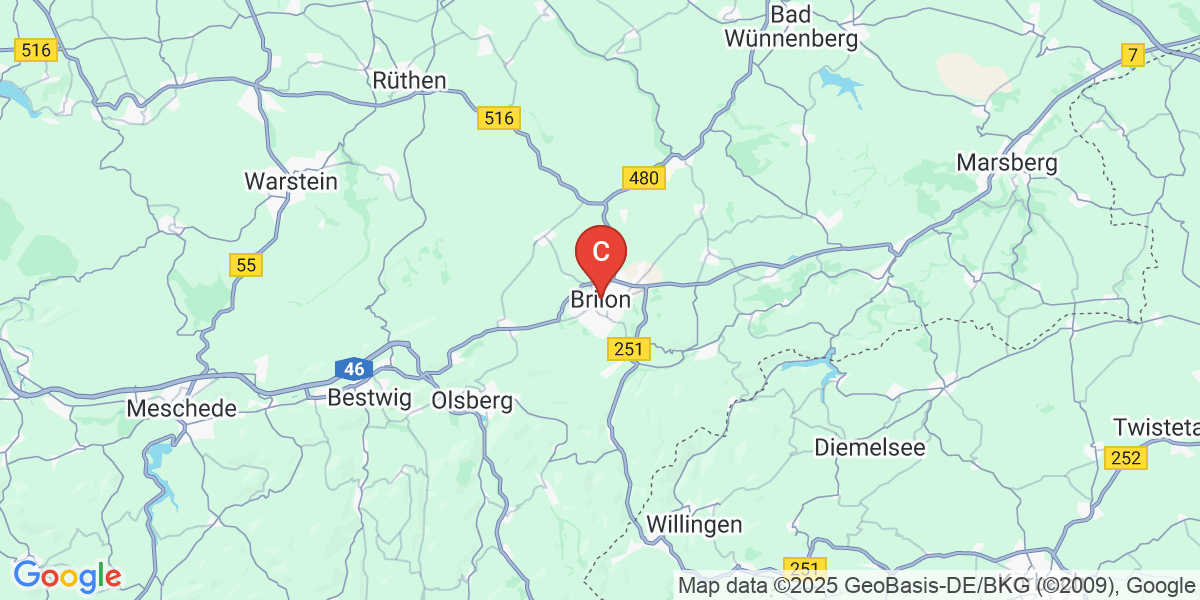 Bad
Wünnenberg
516
7
Rüthen
516
Marsberg
480
Warstein
55
C
Brilon
251
46
Bestwig
Olsberg
Meschede
Twisteta
Diemelsee
252
Willingen
251
Google
Map data ©2025 GeoBasis-DE/BKG (©2009), Google